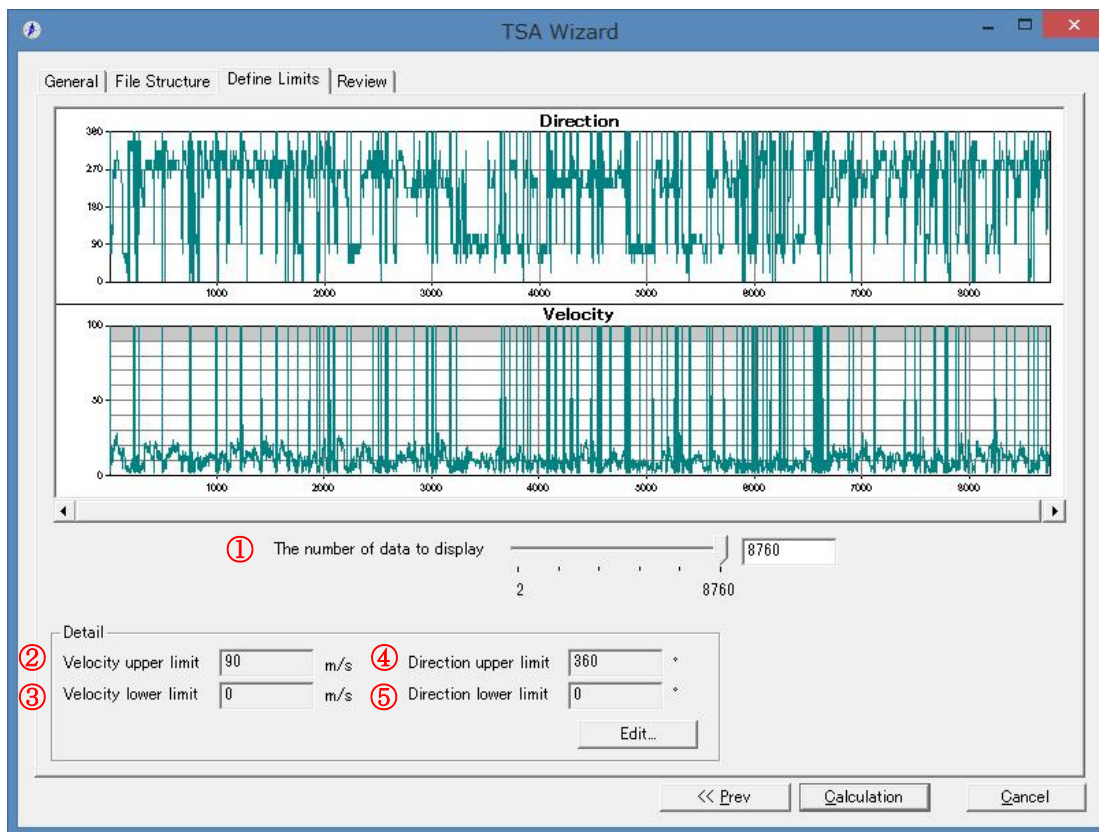 TSA Wizard
General File Structure Define Limits Review
Direction
360
270
180
90
0
1000 2000 3000 4000 5000 6000 7000 8000
Velocity
100
50
0
1000 2000 3000 4000 5000 6000 7000 8000
① The number of data to display 8760
2 8760
Detail
② Velocity upper limit 90 m/s ④ Direction upper limit 360 °
③ Velocity lower limit 0 m/s ⑤ Direction lower limit 0 °
Edit...
<< Prev Calculation Cancel